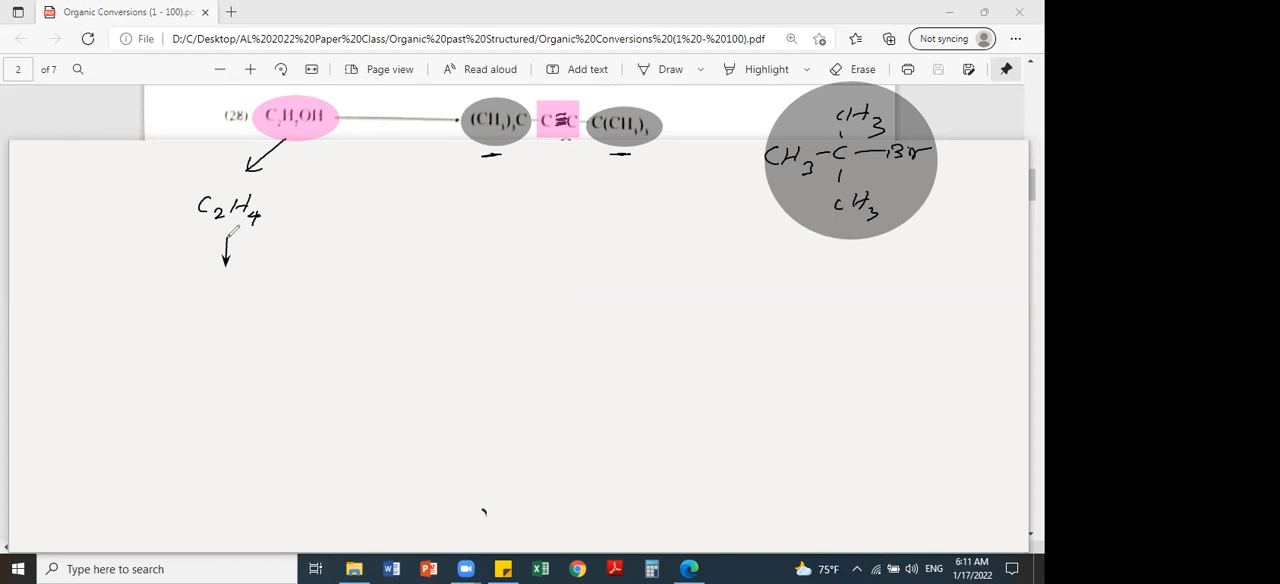 Organic Conversions (1 - 100).pc
File
D:/C/Desktop/AL%202022%20Paper%20Class/Organic%20past%20Structured/Organic%20Conversions%20(1%20-%20100).pdf
Not syncing
2 of 7
Page view
Read aloud
Add text
Draw
Highlight
Erase
(28) C₂H₅OH (CH₃)₃C - C≡C - C(CH₃)₃
CH3
CH3 - C - Br
CH3
C2H4
Type here to search
75°F
ENG
6:11 AM
1/17/2022